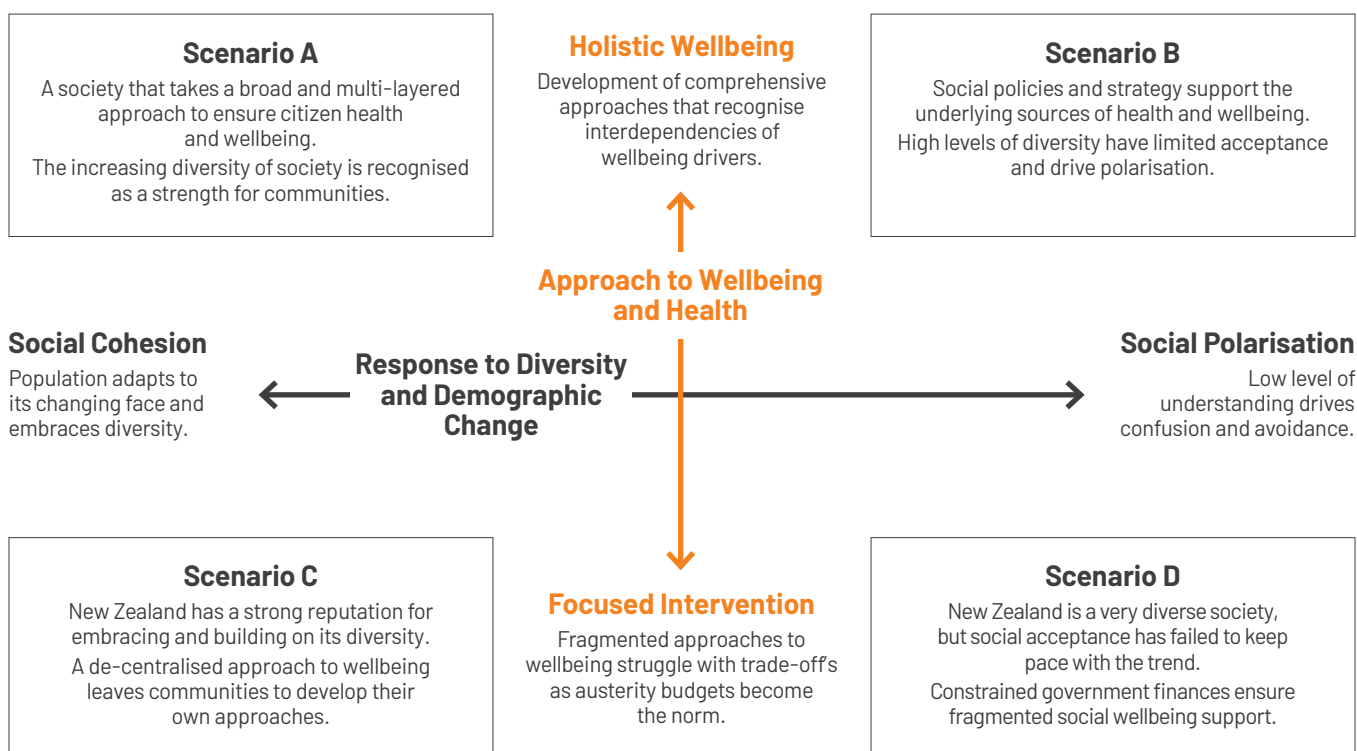 Scenario A
A society that takes a broad and multi-layered
approach to ensure citizen health
and wellbeing.
The increasing diversity of society is recognised
as a strength for communities.
Holistic Wellbeing
Development of comprehensive
approaches that recognise
interdependencies of
wellbeing drivers.
Scenario B
Social policies and strategy support the
underlying sources of health and wellbeing.
High levels of diversity have limited acceptance
and drive polarisation.
Approach to Wellbeing
and Health
Social Cohesion
Population adapts to
its changing face and
embraces diversity.
Response to Diversity
and Demographic
Change
Social Polarisation
Low level of
understanding drives
confusion and avoidance.
Scenario C
New Zealand has a strong reputation for
embracing and building on its diversity.
A de-centralised approach to wellbeing
leaves communities to develop their
own approaches.
Focused Intervention
Fragmented approaches to
wellbeing struggle with trade-off's
as austerity budgets become
the norm.
Scenario D
New Zealand is a very diverse society,
but social acceptance has failed to keep
pace with the trend.
Constrained government finances ensure
fragmented social wellbeing support.